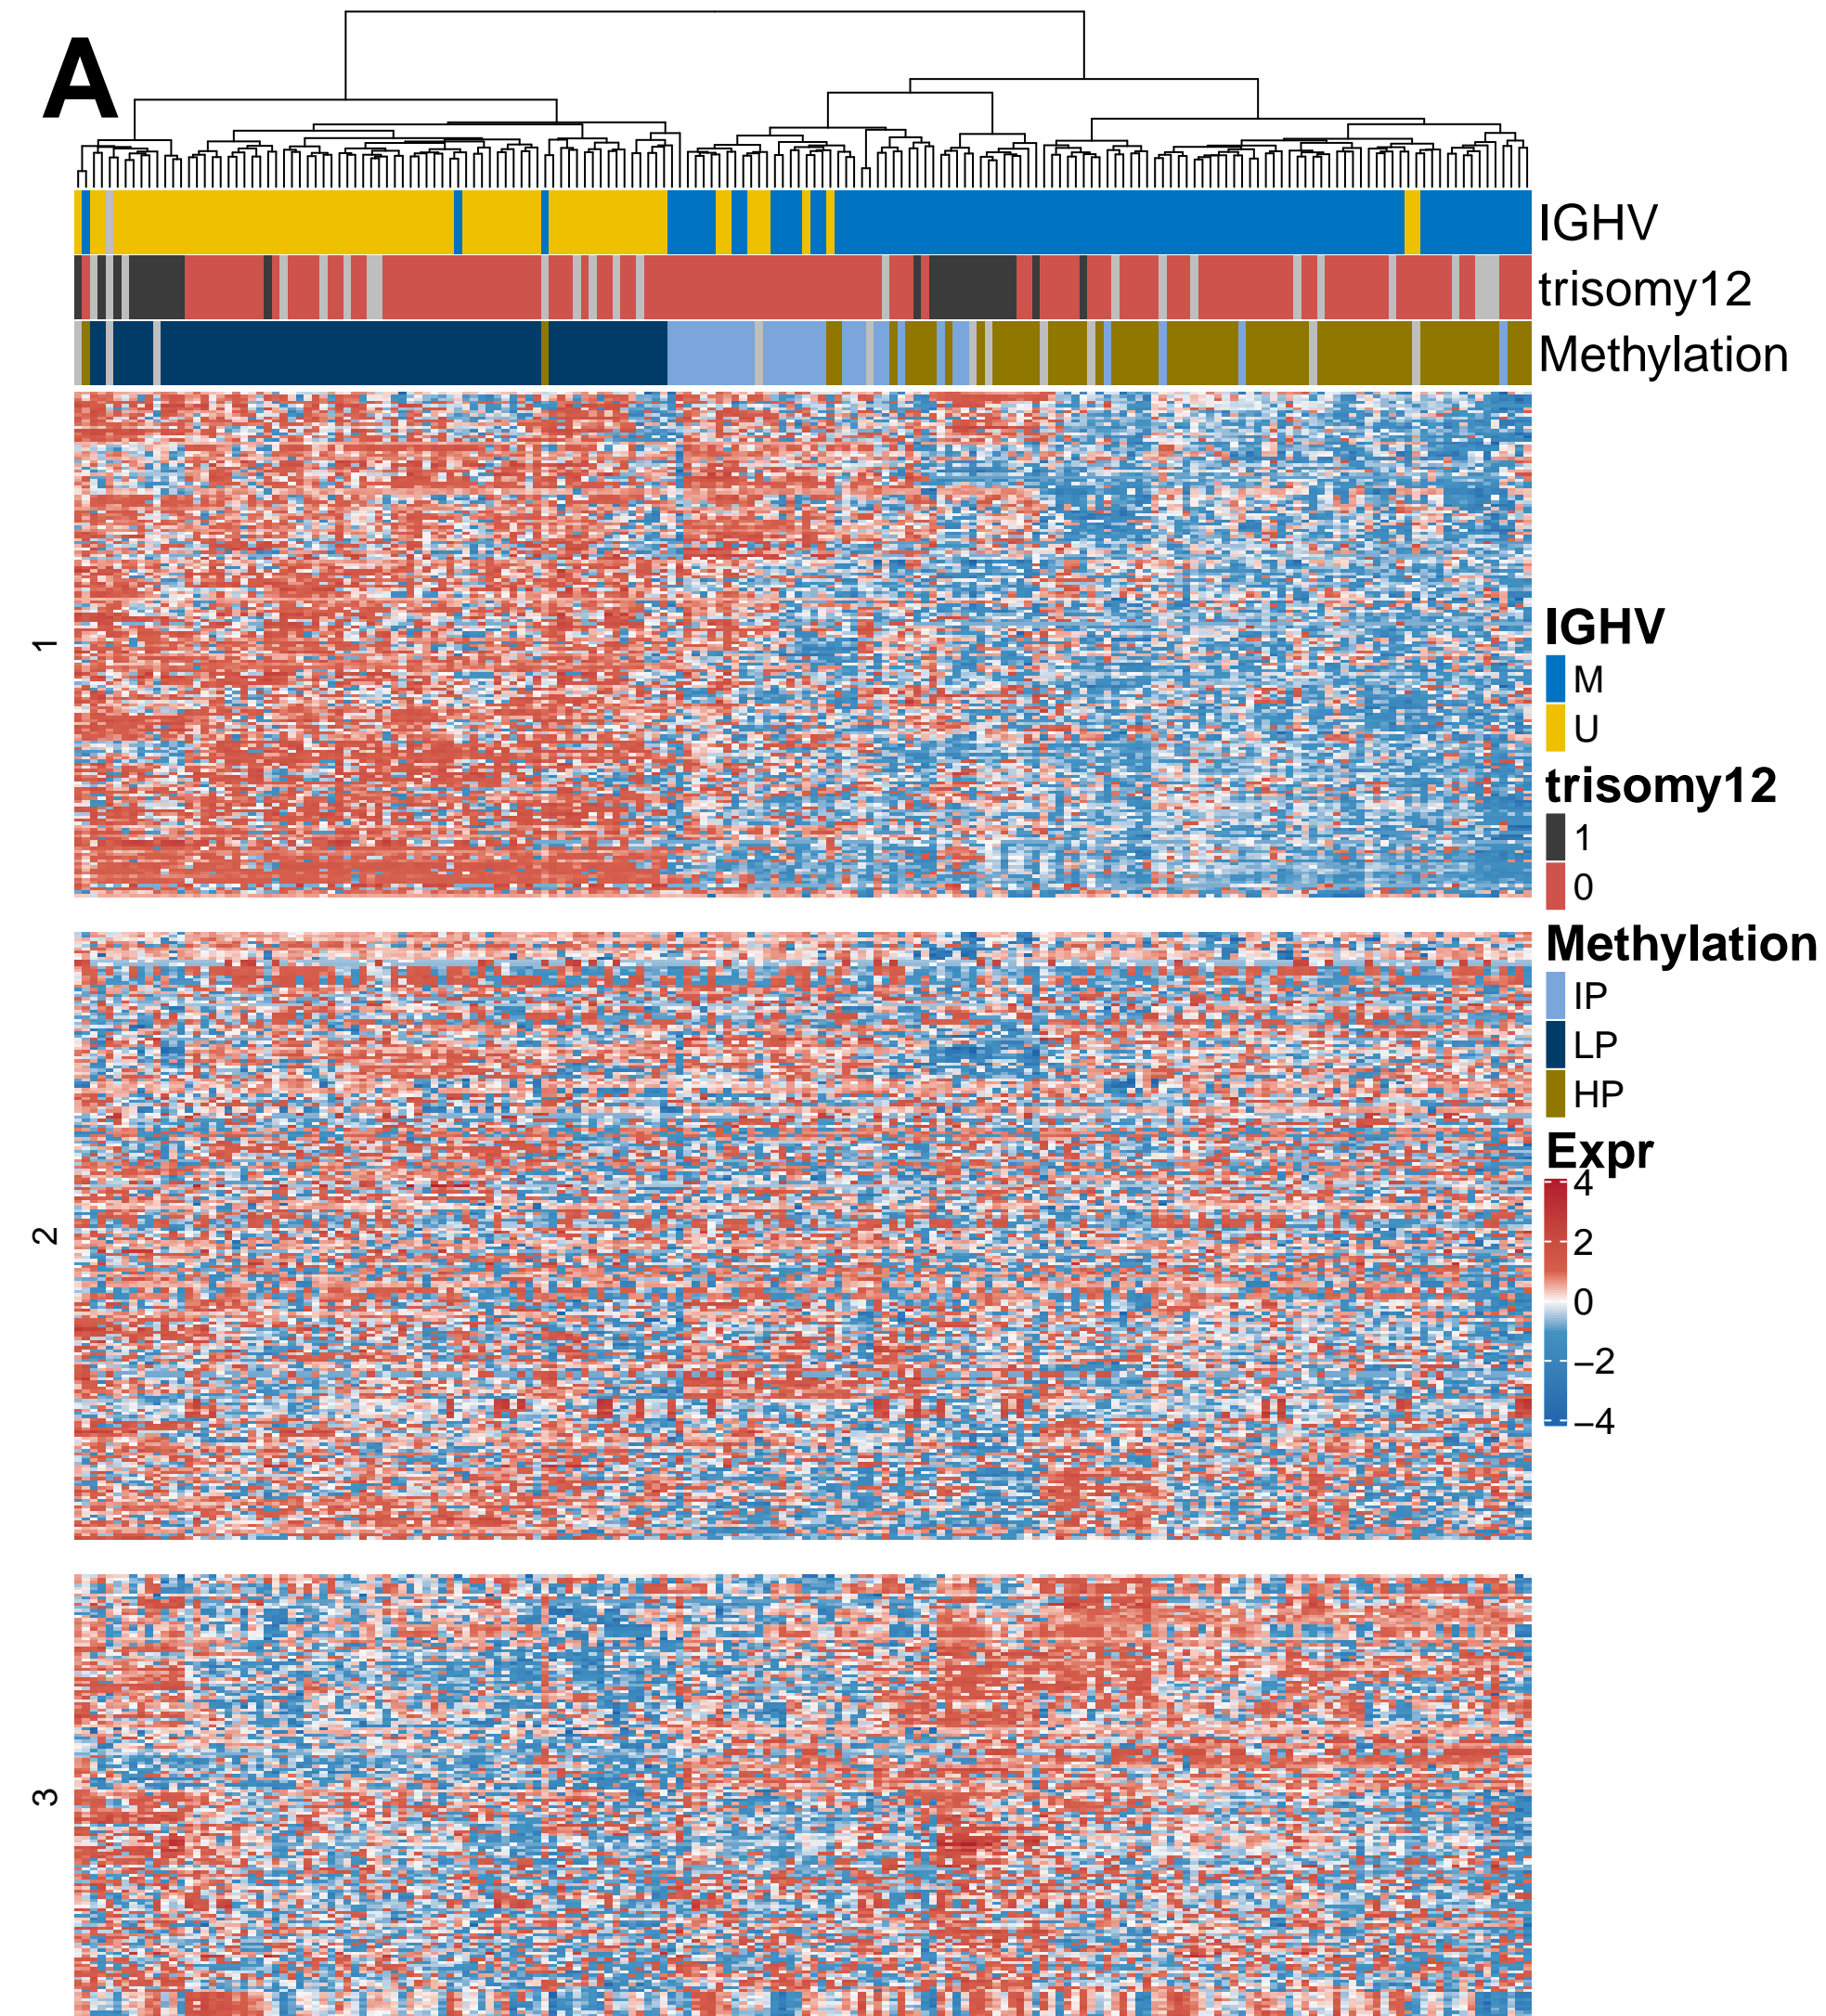 A
IGHV
trisomy12
Methylation
1
2
3
IGHV
M
U
trisomy12
1
0
Methylation
IP
LP
HP
Expr
4
2
0
−2
−4